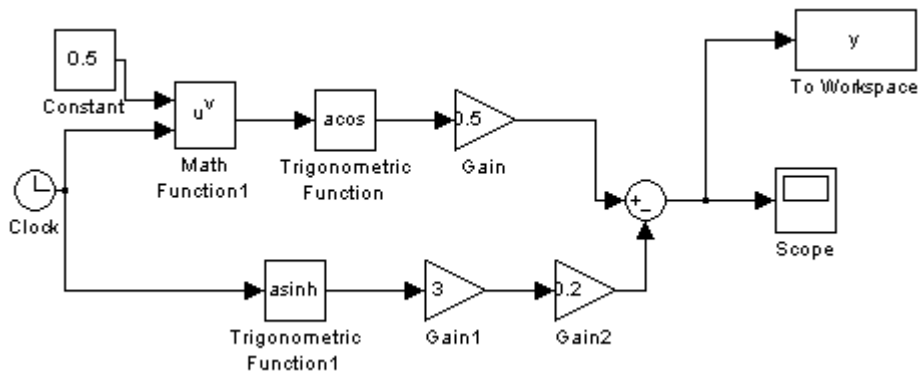 0.5
Constant
u^v
Math
Function1
acos
Trigonometric
Function
0.5
Gain
y
To Workspace
Clock
+
−
Scope
asinh
Trigonometric
Function1
3
Gain1
0.2
Gain2